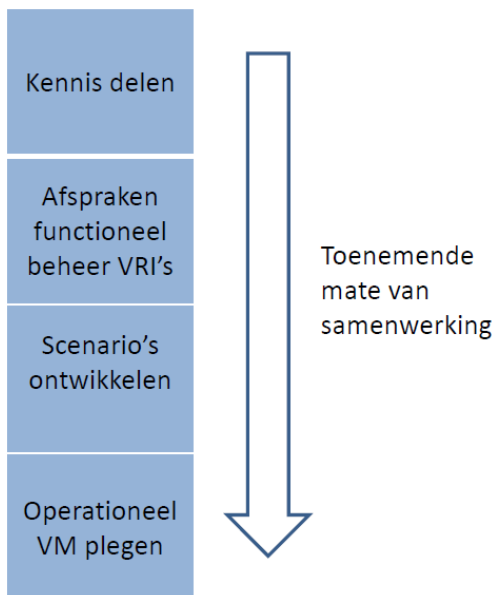 Kennis delen
Afspraken
functioneel
beheer VRI’s
Scenario’s
ontwikkelen
Operationeel
VM plegen
Toenemende
mate van
samenwerking